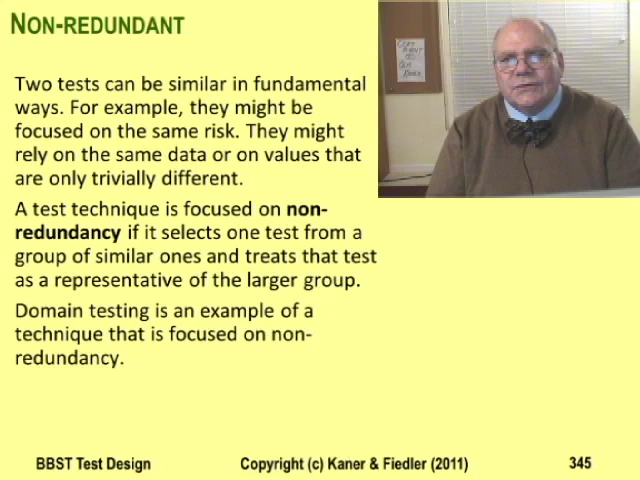 NON-REDUNDANT
Two tests can be similar in fundamental
ways. For example, they might be
focused on the same risk. They might
rely on the same data or on values that
are only trivially different.
A test technique is focused on non-
redundancy if it selects one test from a
group of similar ones and treats that test
as a representative of the larger group.
Domain testing is an example of a
technique that is focused on non-
redundancy.
BBST Test Design
Copyright (c) Kaner & Fiedler (2011)
345